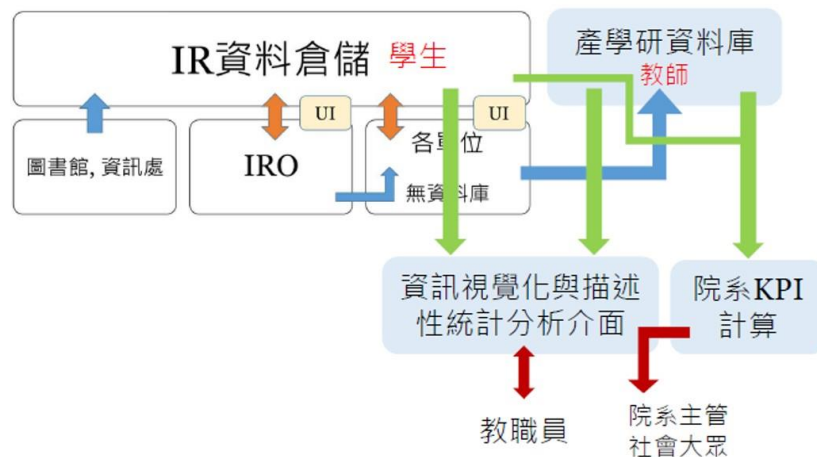 IR資料倉儲 學生
產學研資料庫
教師
UI
UI
圖書館, 資訊處
IRO
各單位
無資料庫
資訊視覺化與描述
性統計分析介面
院系KPI
計算
教職員
院系主管
社會大眾